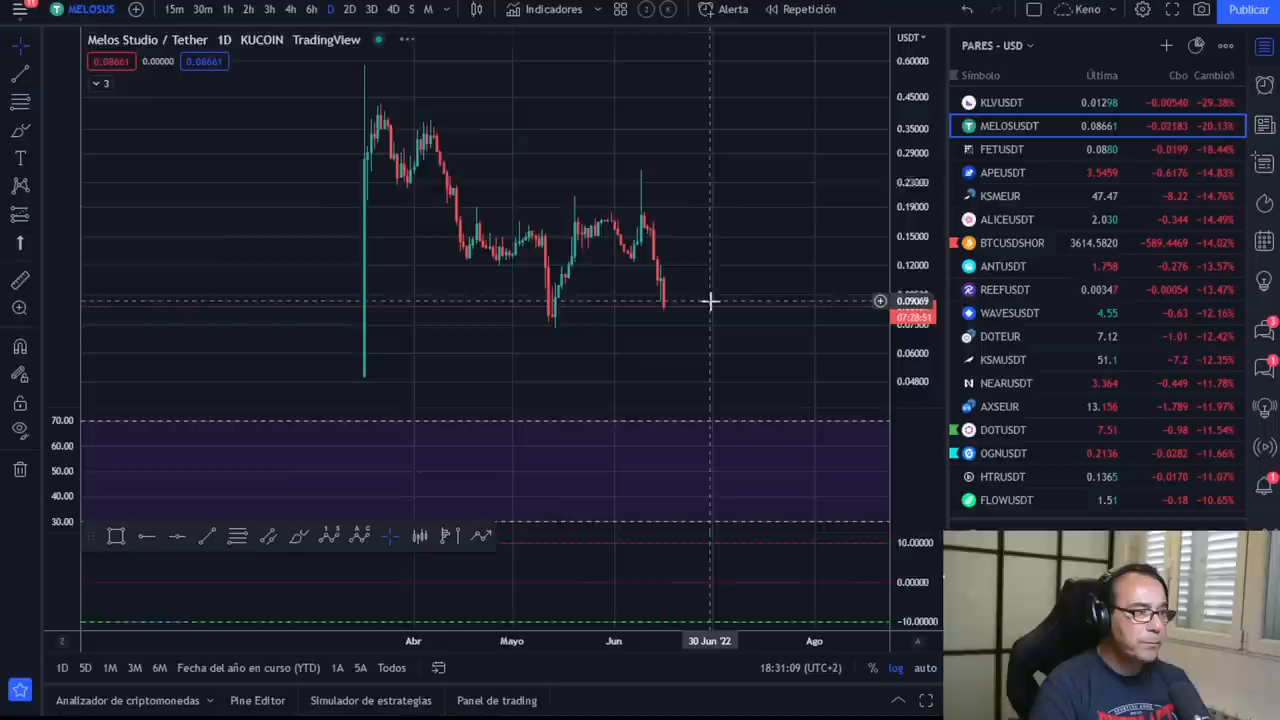 11 MELOSUS 15m 30m 1h 2h 3h 4h 6h D 2D 3D 4D S M Indicadores 2 3 Alerta Repetición Keno Publicar
Melos Studio / Tether 1D KUCOIN TradingView
USDT
0.08661 0.00000 0.08661
3
0.60000
0.45000
0.35000
0.29000
0.23000
0.19000
0.15000
0.12000
0.09069
07:28:51
0.06000
0.04800
70.00
60.00
50.00
40.00
30.00
10.00000
0.00000
-10.00000
Z Abr Mayo Jun 30 Jun '22 Ago A
1D 5D 1M 3M 6M Fecha del año en curso (YTD) 1A 5A Todos 18:31:09 (UTC+2) % log auto
Analizador de criptomonedas Pine Editor Simulador de estrategias Panel de trading
PARES - USD
Símbolo Última Cbo Cambio%
KLVUSDT 0.01298 -0.00540 -29.38%
MELOSUSDT 0.08661 -0.02183 -20.13%
FETUSDT 0.0880 -0.0199 -18.44%
APEUSDT 3.5459 -0.6176 -14.83%
KSMEUR 47.47 -8.22 -14.76%
ALICEUSDT 2.030 -0.344 -14.49%
BTCUSDSHOR 3614.5820 -589.4469 -14.02%
ANTUSDT 1.758 -0.276 -13.57%
REEFUSDT 0.00347 -0.00054 -13.47%
WAVESUSDT 4.55 -0.63 -12.16%
DOTEUR 7.12 -1.01 -12.42%
KSMUSDT 51.1 -7.2 -12.35%
NEARUSDT 3.364 -0.449 -11.78%
AXSEUR 13.156 -1.789 -11.97%
DOTUSDT 7.51 -0.98 -11.54%
OGNUSDT 0.2136 -0.0282 -11.66%
HTRUSDT 0.1365 -0.0170 -11.07%
FLOWUSDT 1.51 -0.18 -10.65%
3
1
1